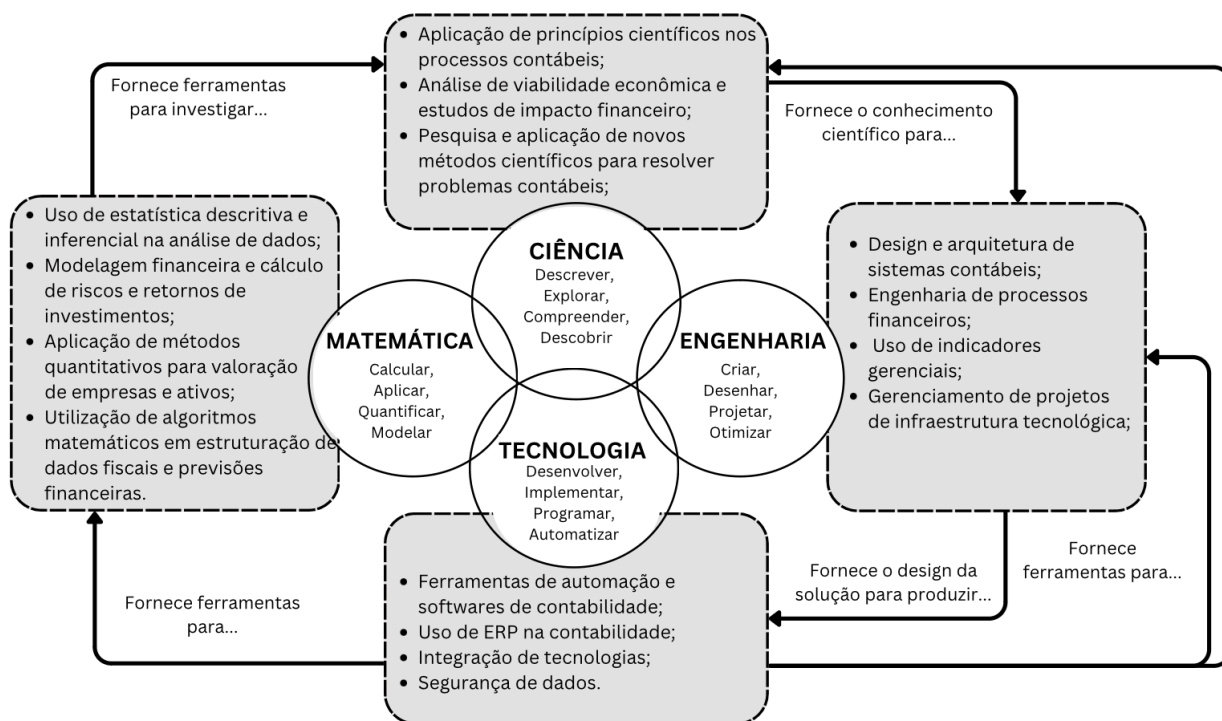 Aplicação de princípios científicos nos
processos contábeis;
Análise de viabilidade econômica e
estudos de impacto financeiro;
Pesquisa e aplicação de novos
métodos científicos para resolver
problemas contábeis;
Fornece ferramentas
para investigar...
Fornece o conhecimento
científico para...
Uso de estatística descritiva e
inferencial na análise de dados;
Modelagem financeira e cálculo
de riscos e retornos de
investimentos;
Aplicação de métodos
quantitativos para valoração
de empresas e ativos;
Utilização de algoritmos
matemáticos em estruturação de
dados fiscais e previsões
financeiras.
CIÊNCIA
Descrever,
Explorar,
Compreender,
Descobrir
MATEMÁTICA
Calcular,
Aplicar,
Quantificar,
Modelar
ENGENHARIA
Criar,
Desenhar,
Projetar,
Otimizar
TECNOLOGIA
Desenvolver,
Implementar,
Programar,
Automatizar
Design e arquitetura de
sistemas contábeis;
Engenharia de processos
financeiros;
Uso de indicadores
gerenciais;
Gerenciamento de projetos
de infraestrutura tecnológica;
Fornece ferramentas
para...
Ferramentas de automação e
softwares de contabilidade;
Uso de ERP na contabilidade;
Integração de tecnologias;
Segurança de dados.
Fornece o design da
solução para produzir...
Fornece
ferramentas para...